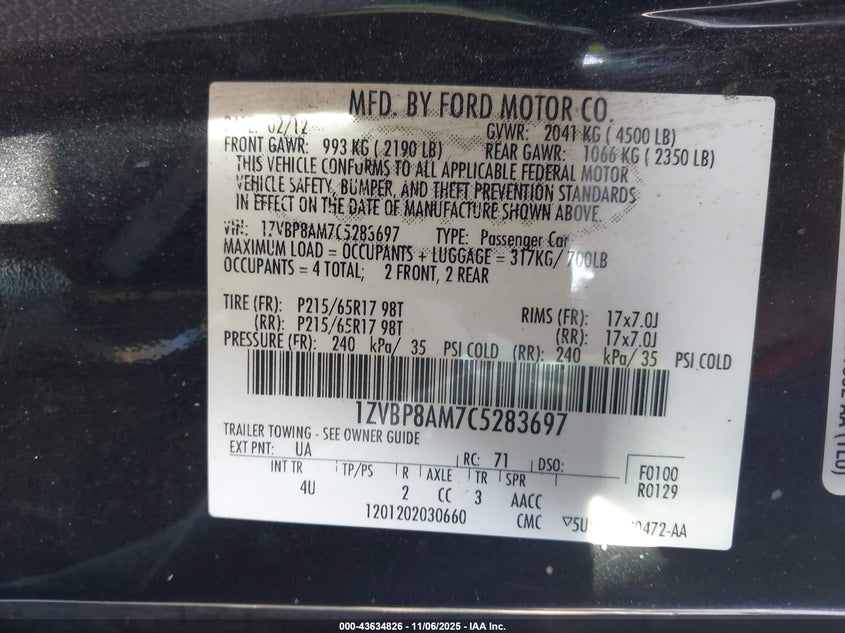 MFD. BY FORD MOTOR CO.
DATE: 02/12 GVWR: 2041 KG ( 4500 LB)
FRONT GAWR: 993 KG ( 2190 LB) REAR GAWR: 1066 KG ( 2350 LB)
THIS VEHICLE CONFORMS TO ALL APPLICABLE FEDERAL MOTOR
VEHICLE SAFETY, BUMPER, AND THEFT PREVENTION STANDARDS
IN EFFECT ON THE DATE OF MANUFACTURE SHOWN ABOVE.
VIN: 1ZVBP8AM7C5283697 TYPE: Passenger Car
MAXIMUM LOAD = OCCUPANTS + LUGGAGE = 317KG/ 700LB
OCCUPANTS = 4 TOTAL; 2 FRONT, 2 REAR
TIRE (FR): P215/65R17 98T RIMS (FR): 17x7.0J
(RR): P215/65R17 98T (RR): 17x7.0J
PRESSURE (FR): 240 kPa/ 35 PSI COLD (RR): 240 kPa/ 35 PSI COLD
1ZVBP8AM7C5283697
TRAILER TOWING - SEE OWNER GUIDE
EXT PNT: UA RC: 71 DSO: F0100
INT TR TP/PS R AXLE TR SPR R0129
4U 2 CC 3 AACC
1201202030660 CMC
000-43634826 - 11/06/2025 - IAA Inc.